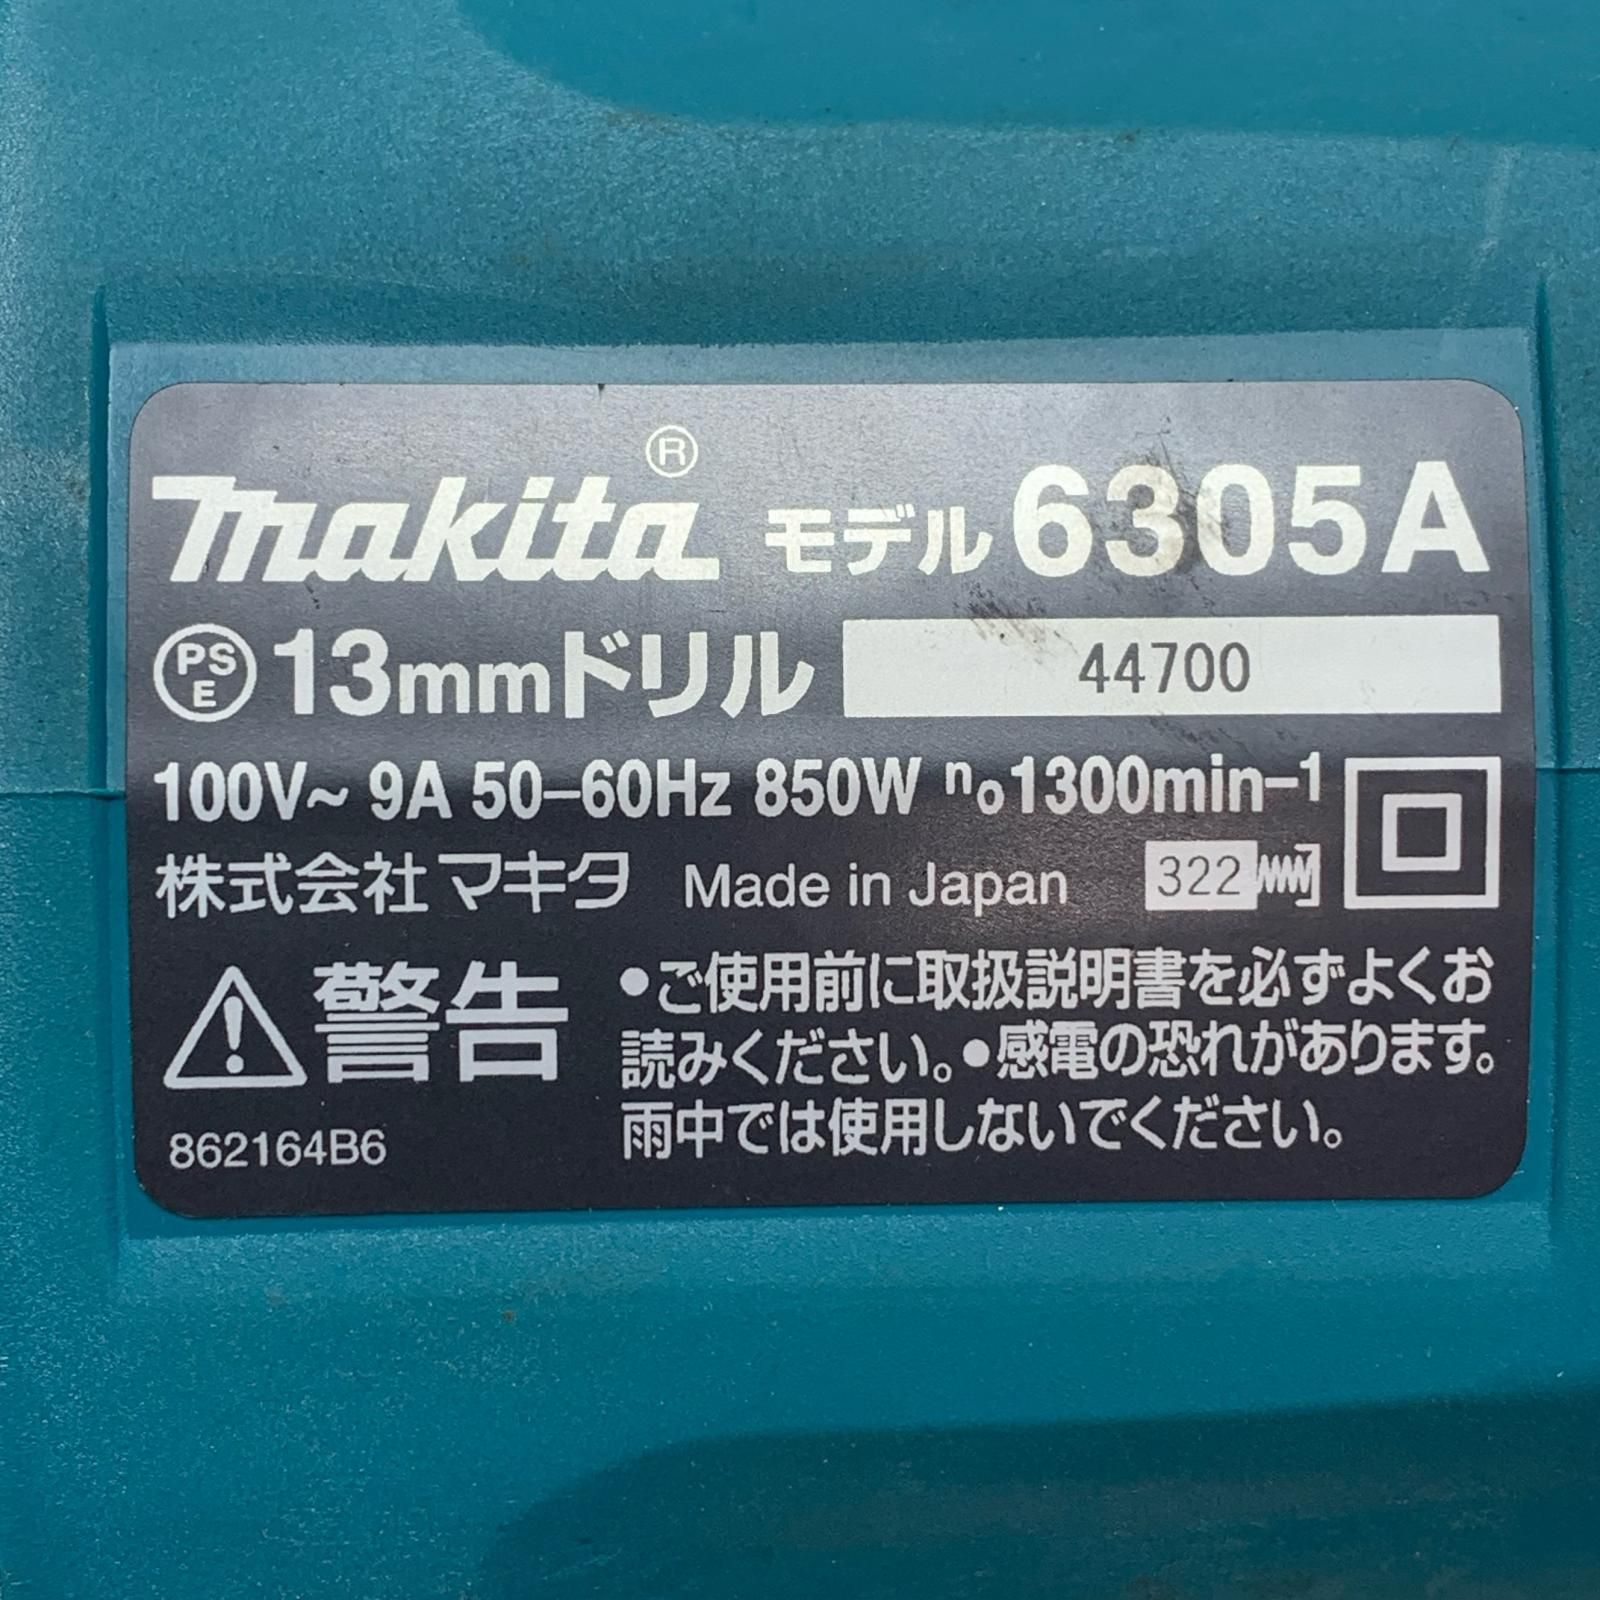 makita® モデル 6305A
PSE 13mmドリル 44700
100V~ 9A 50-60Hz 850W no1300min-1
株式会社マキタ Made in Japan 322
警告
●ご使用前に取扱説明書を必ずよくお
読みください。●感電の恐れがあります。
雨中では使用しないでください。
862164B6